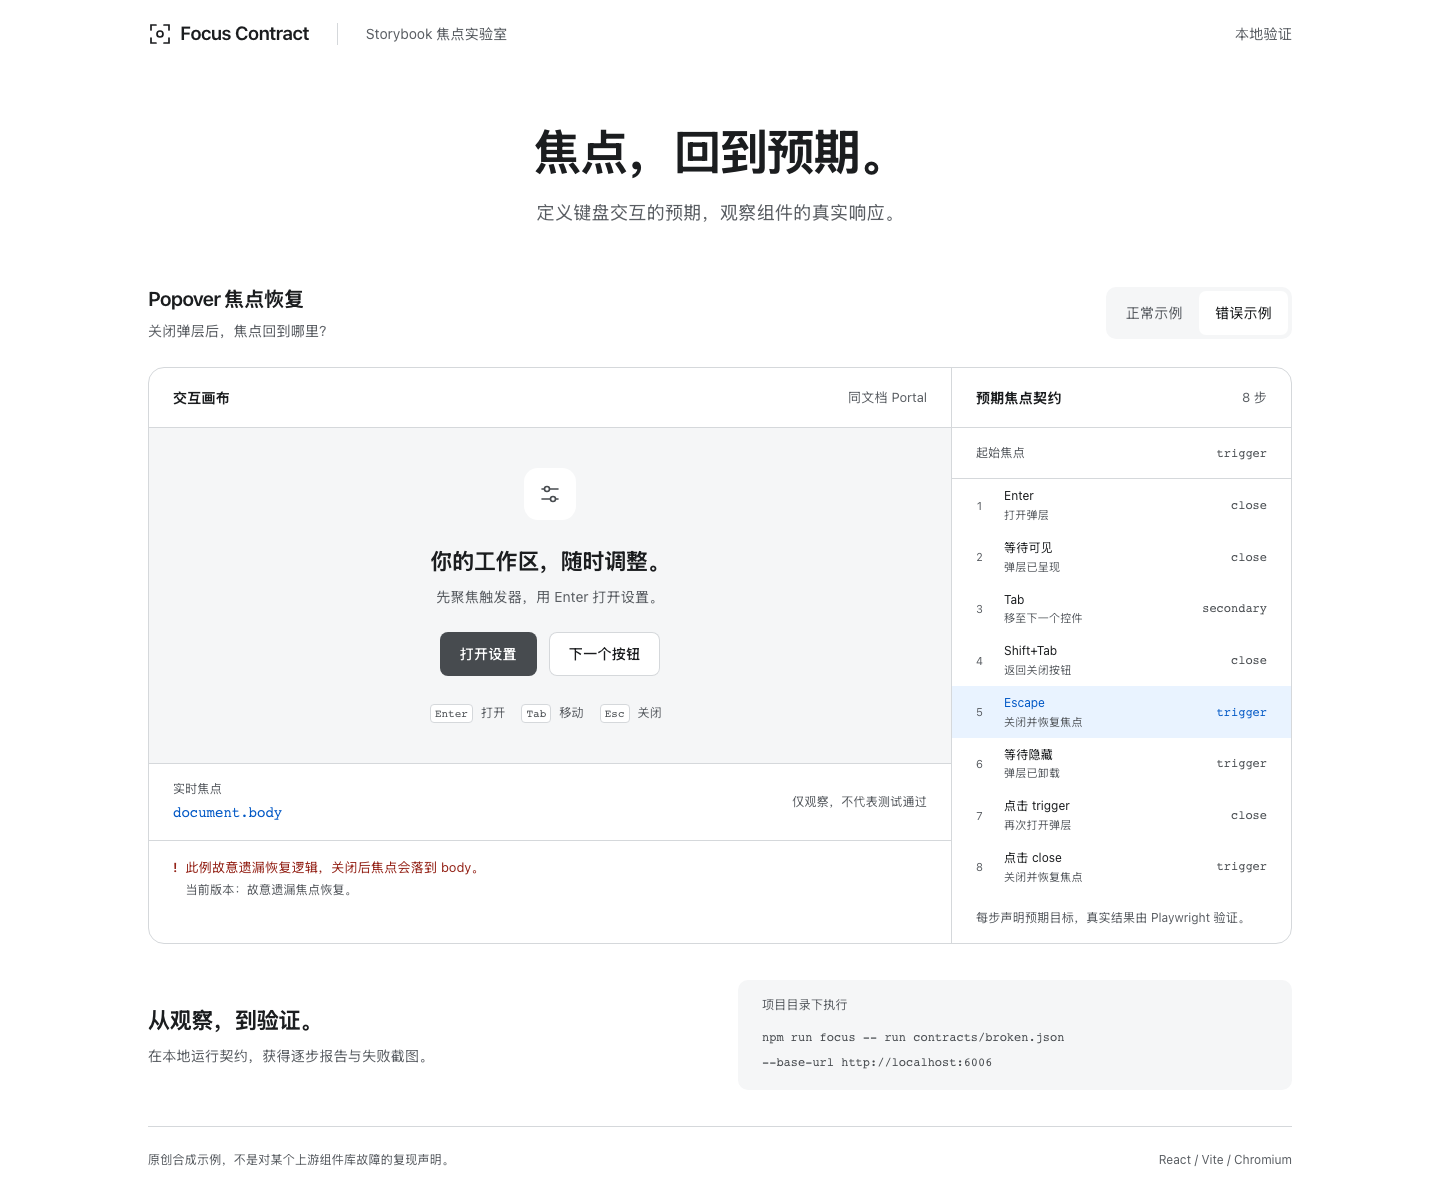 Focus Contract
Storybook 焦点实验室
本地验证
焦点，回到预期。
定义键盘交互的预期，观察组件的真实响应。
Popover 焦点恢复
关闭弹层后，焦点回到哪里？
正常示例
错误示例
交互画布
同文档 Portal
你的工作区，随时调整。
先聚焦触发器，用 Enter 打开设置。
打开设置
下一个按钮
Enter 打开 Tab 移动 Esc 关闭
实时焦点
document.body
仅观察，不代表测试通过
! 此例故意遗漏恢复逻辑，关闭后焦点会落到 body。
当前版本：故意遗漏焦点恢复。
预期焦点契约
8 步
起始焦点
trigger
1 Enter close
打开弹层
2 等待可见 close
弹层已呈现
3 Tab secondary
移至下一个控件
4 Shift+Tab close
返回关闭按钮
5 Escape trigger
关闭并恢复焦点
6 等待隐藏 trigger
弹层已卸载
7 点击 trigger close
再次打开弹层
8 点击 close trigger
关闭并恢复焦点
每步声明预期目标，真实结果由 Playwright 验证。
从观察，到验证。
在本地运行契约，获得逐步报告与失败截图。
项目目录下执行
npm run focus -- run contracts/broken.json
--base-url http://localhost:6006
原创合成示例，不是对某个上游组件库故障的复现声明。
React / Vite / Chromium